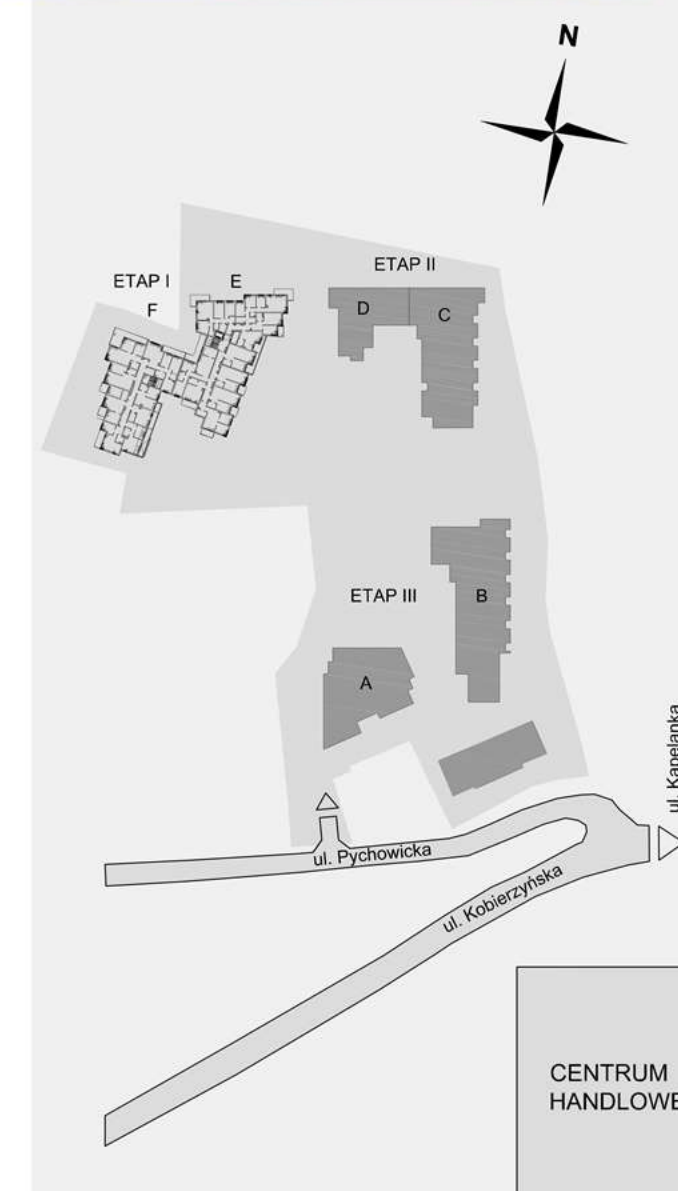 N
ETAP II
ETAP I
E
F
D
C
ETAP III
B
A
ul. Kapelanka
ul. Pychowicka
ul. Kobierzyńska
CENTRUM
HANDLOWE